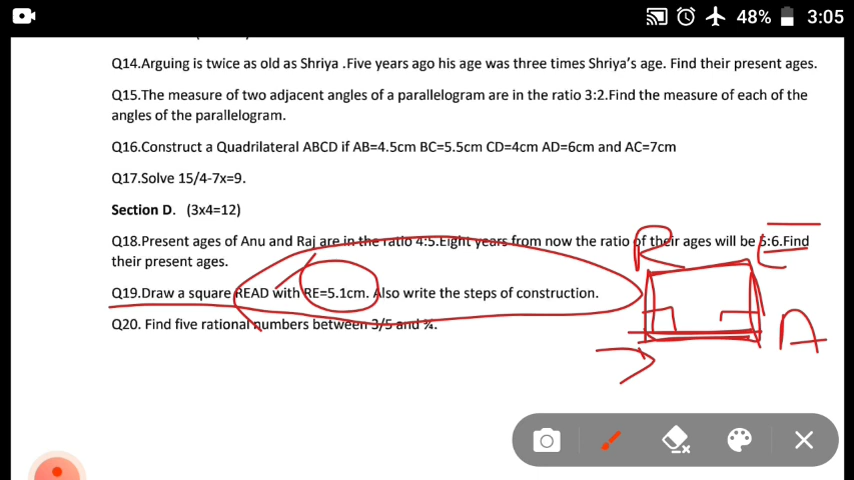 48% 3:05
Q14.Arguing is twice as old as Shriya .Five years ago his age was three times Shriya's age. Find their present ages.
Q15.The measure of two adjacent angles of a parallelogram are in the ratio 3:2.Find the measure of each of the
angles of the parallelogram.
Q16.Construct a Quadrilateral ABCD if AB=4.5cm BC=5.5cm CD=4cm AD=6cm and AC=7cm
Q17.Solve 15/4-7x=9.
Section D. (3x4=12)
Q18.Present ages of Anu and Raj are in the ratio 4:5.Eight years from now the ratio of their ages will be 5:6.Find
their present ages.
R E
Q19.Draw a square READ with RE=5.1cm. Also write the steps of construction.
Q20. Find five rational numbers between 3/5 and ¾.
D A